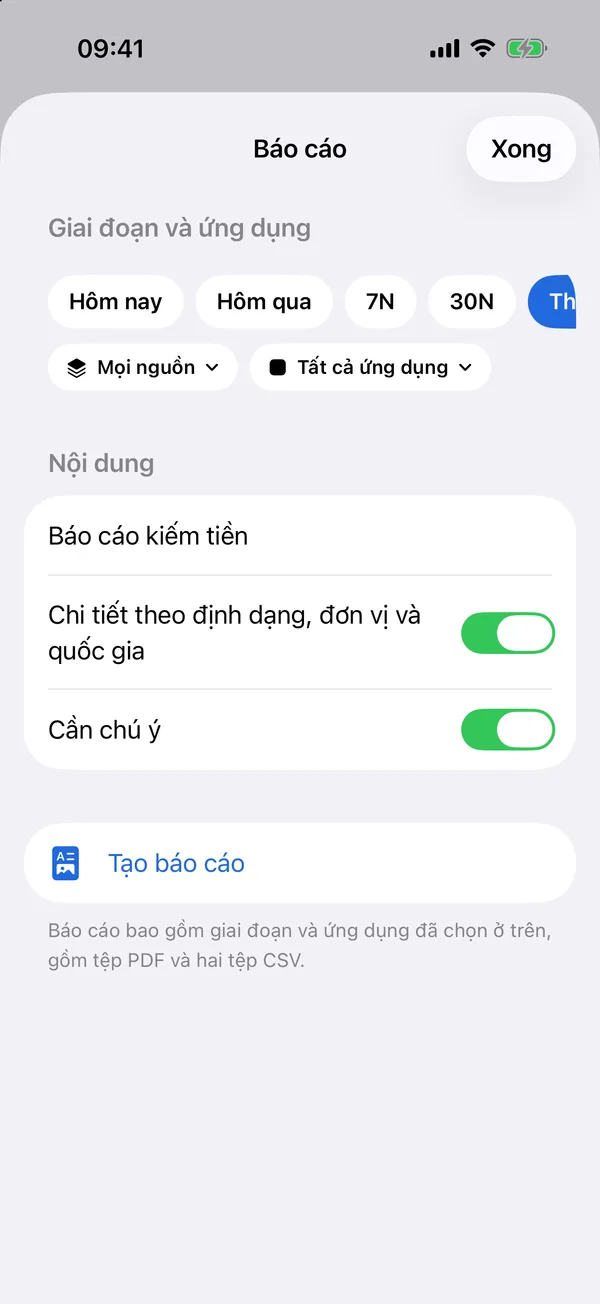 09:41
Báo cáo
Xong
Giai đoạn và ứng dụng
Hôm nay
Hôm qua
7N
30N
Th
Mọi nguồn
Tất cả ứng dụng
Nội dung
Báo cáo kiếm tiền
Chi tiết theo định dạng, đơn vị và
quốc gia
Cần chú ý
Tạo báo cáo
Báo cáo bao gồm giai đoạn và ứng dụng đã chọn ở trên,
gồm tệp PDF và hai tệp CSV.